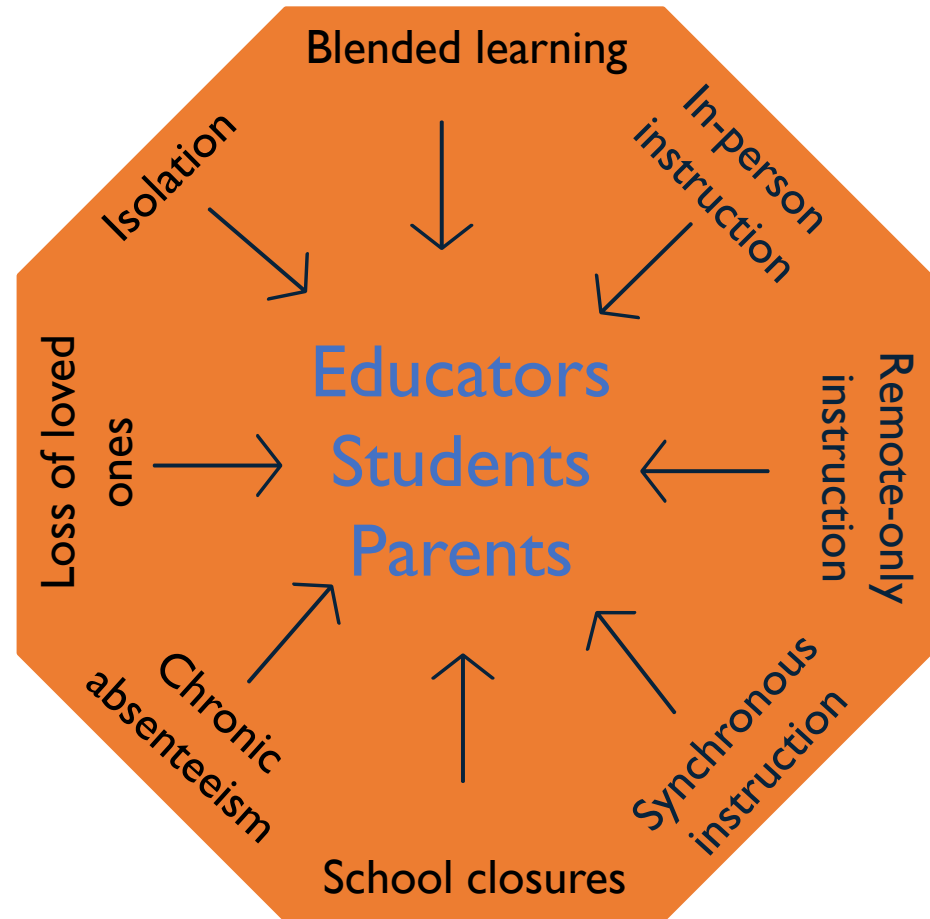 Blended learning
In-person
instruction
Remote-only
instruction
Synchronous
instruction
School closures
Chronic
absenteeism
Loss of loved
ones
Isolation
Educators
Students
Parents